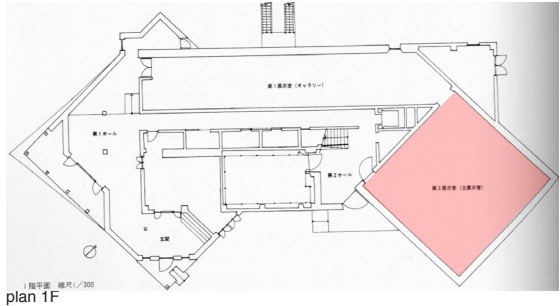 第1展示室 (ギャラリー)
第1ホール
第2ホール
第2展示室 (主展示室)
玄関
1階平面 縮尺1/300
plan 1F